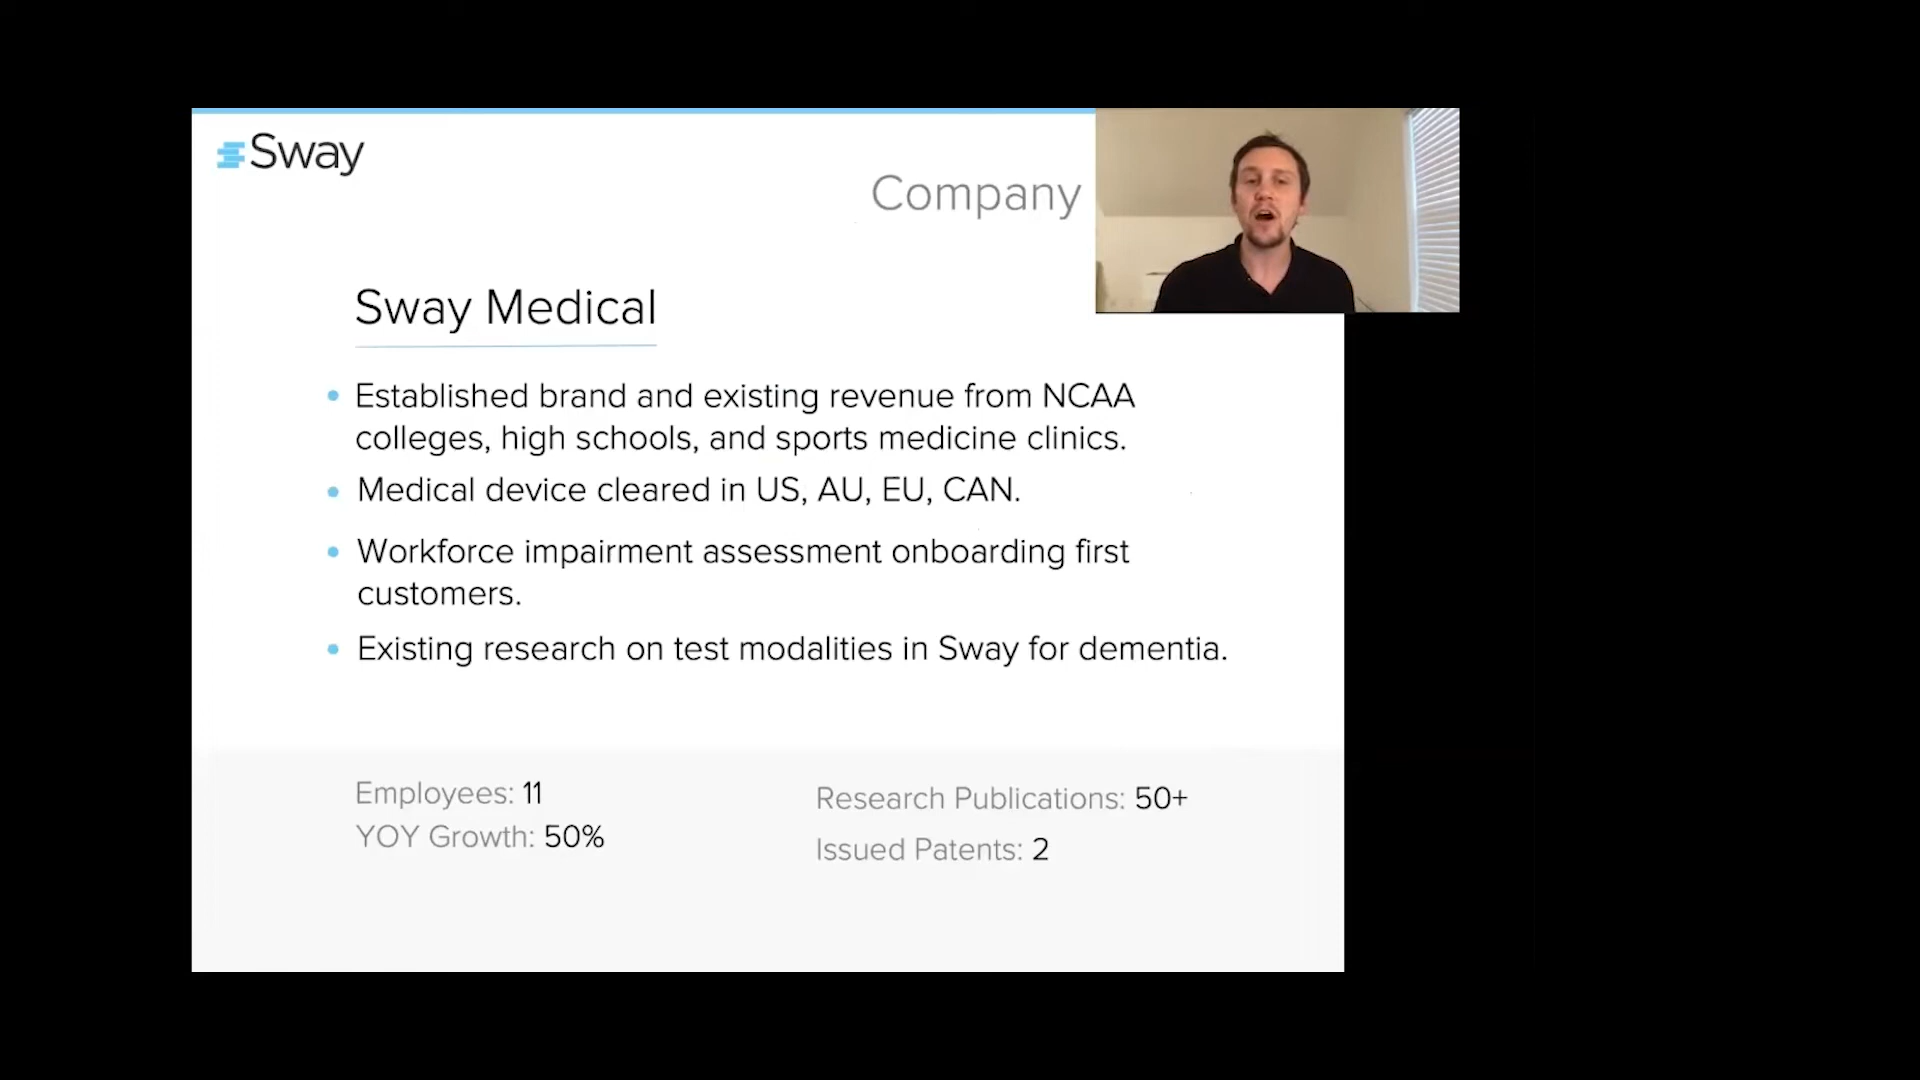 Sway
Company
Sway Medical
• Established brand and existing revenue from NCAA
colleges, high schools, and sports medicine clinics.
• Medical device cleared in US, AU, EU, CAN.
• Workforce impairment assessment onboarding first
customers.
• Existing research on test modalities in Sway for dementia.
Employees: 11
YOY Growth: 50%
Research Publications: 50+
Issued Patents: 2